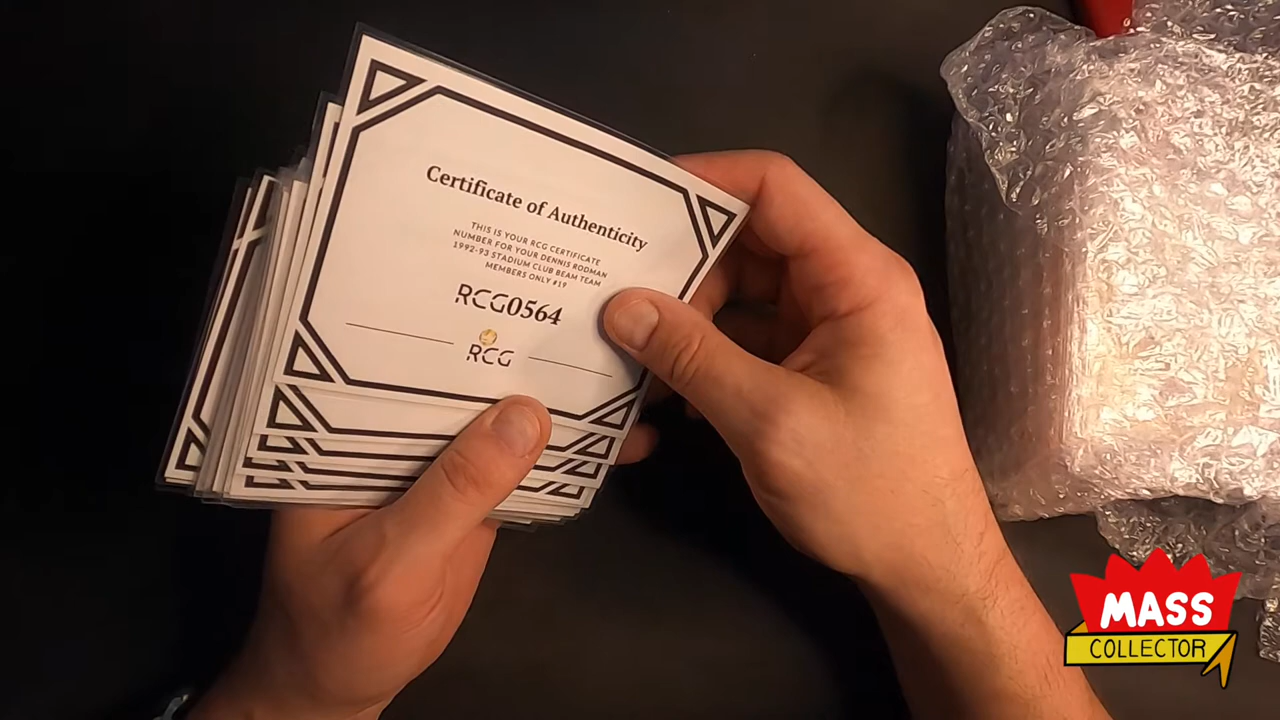 Certificate of Authenticity
THIS IS YOUR RCG CERTIFICATE
NUMBER FOR YOUR DENNIS RODMAN
1992-93 STADIUM CLUB BEAM TEAM
MEMBERS ONLY #19
RCG0564
RCG
MASS
COLLECTOR